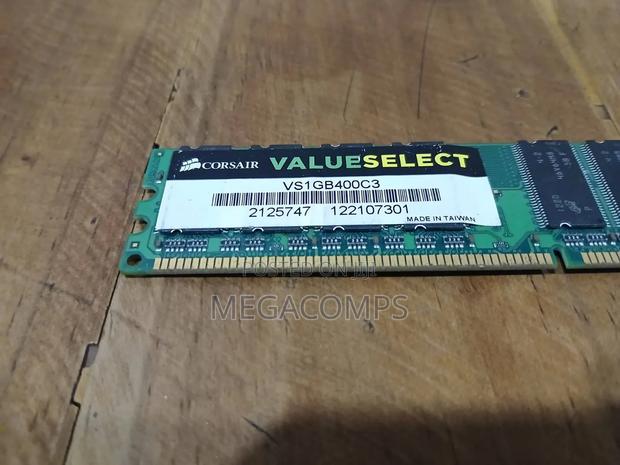 CORSAIR VALUESELECT
VS1GB400C3
2125747 122107301
MADE IN TAIWAN
POSTED ON
MEGACOMPS